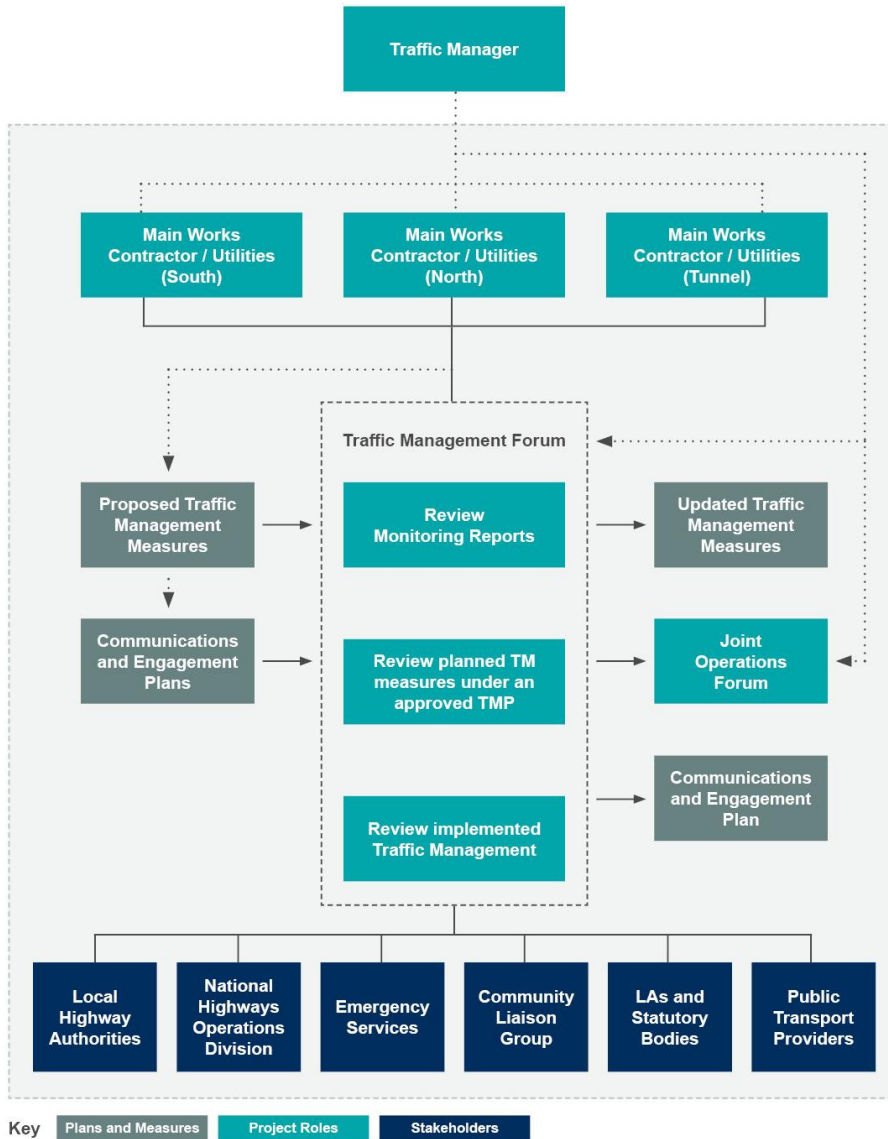 Traffic Manager
Main Works
Contractor / Utilities
(South)
Main Works
Contractor / Utilities
(North)
Main Works
Contractor / Utilities
(Tunnel)
Traffic Management Forum
Proposed Traffic
Management
Measures
Review
Monitoring Reports
Updated Traffic
Management
Measures
Communications
and Engagement
Plans
Review planned TM
measures under an
approved TMP
Joint
Operations
Forum
Review implemented
Traffic Management
Communications
and Engagement
Plan
Local
Highway
Authorities
National
Highways
Operations
Division
Emergency
Services
Community
Liaison
Group
LAs and
Statutory
Bodies
Public
Transport
Providers
Key
Plans and Measures
Project Roles
Stakeholders